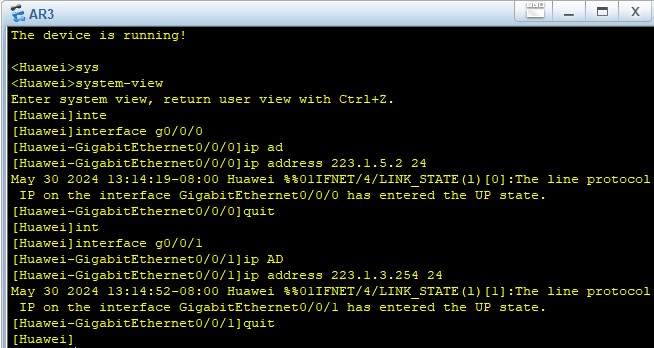 AR3
The device is running!
<Huawei>sys
<Huawei>system-view
Enter system view, return user view with Ctrl+Z.
[Huawei]inte
[Huawei]interface g0/0/0
[Huawei-GigabitEthernet0/0/0]ip ad
[Huawei-GigabitEthernet0/0/0]ip address 223.1.5.2 24
May 30 2024 13:14:19-08:00 Huawei %%01IFNET/4/LINK_STATE(l)[0]:The line protocol
 IP on the interface GigabitEthernet0/0/0 has entered the UP state.
[Huawei-GigabitEthernet0/0/0]quit
[Huawei]int
[Huawei]interface g0/0/1
[Huawei-GigabitEthernet0/0/1]ip AD
[Huawei-GigabitEthernet0/0/1]ip address 223.1.3.254 24
May 30 2024 13:14:52-08:00 Huawei %%01IFNET/4/LINK_STATE(l)[1]:The line protocol
 IP on the interface GigabitEthernet0/0/1 has entered the UP state.
[Huawei-GigabitEthernet0/0/1]quit
[Huawei]